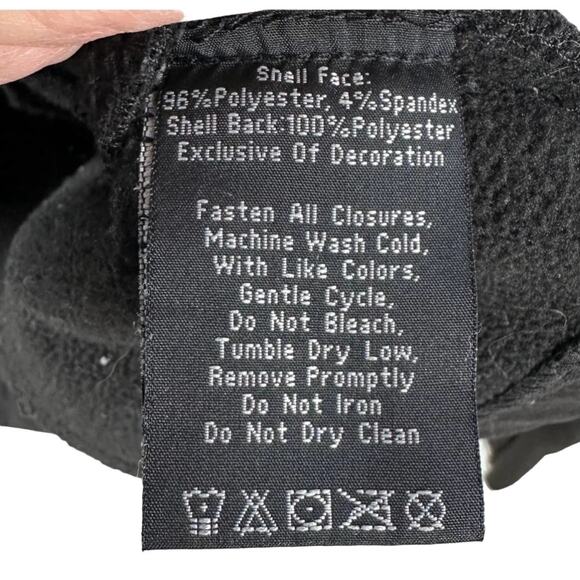 Shell Face:
96%Polyester, 4%Spandex
Shell Back:100%Polyester
Exclusive Of Decoration
Fasten All Closures,
Machine Wash Cold,
With Like Colors,
Gentle Cycle,
Do Not Bleach,
Tumble Dry Low,
Remove Promptly
Do Not Iron
Do Not Dry Clean